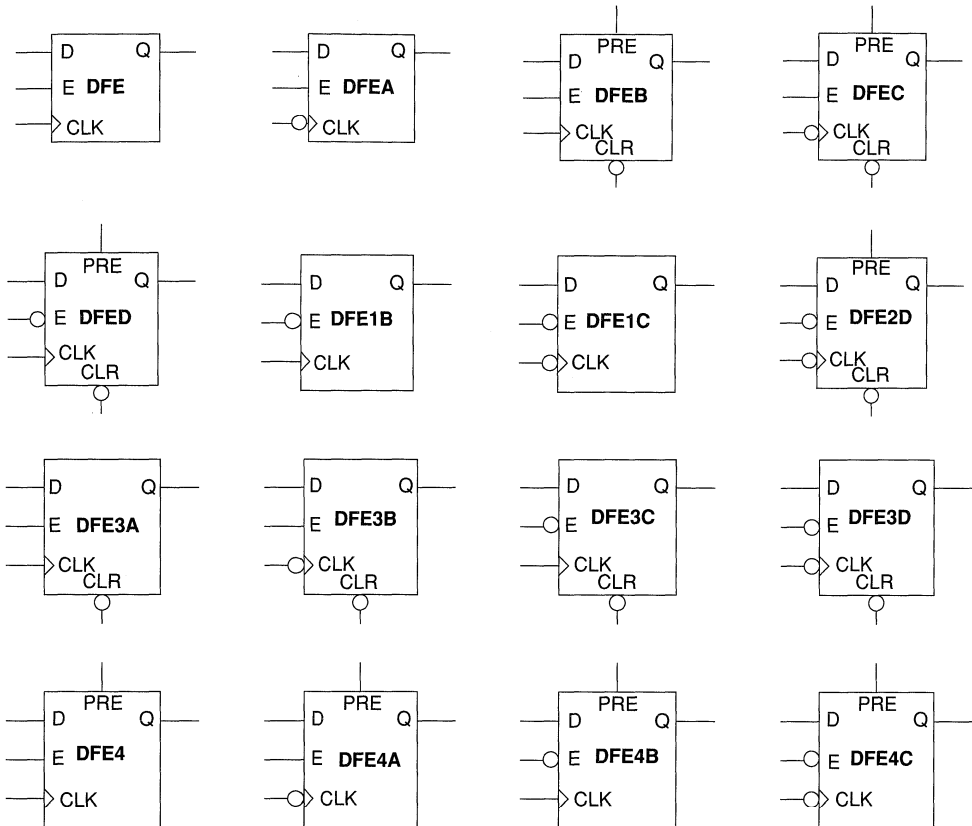 D Q
E DFE
CLK
D Q
E DFEA
CLK
PRE
D Q
E DFEB
CLK
CLR
PRE
D Q
E DFEC
CLK
CLR
PRE
D Q
E DFED
CLK
CLR
D Q
E DFE1B
CLK
D Q
E DFE1C
CLK
PRE
D Q
E DFE2D
CLK
CLR
D Q
E DFE3A
CLK
CLR
D Q
E DFE3B
CLK
CLR
D Q
E DFE3C
CLK
CLR
D Q
E DFE3D
CLK
CLR
PRE
D Q
E DFE4
CLK
PRE
D Q
E DFE4A
CLK
PRE
D Q
E DFE4B
CLK
PRE
D Q
E DFE4C
CLK